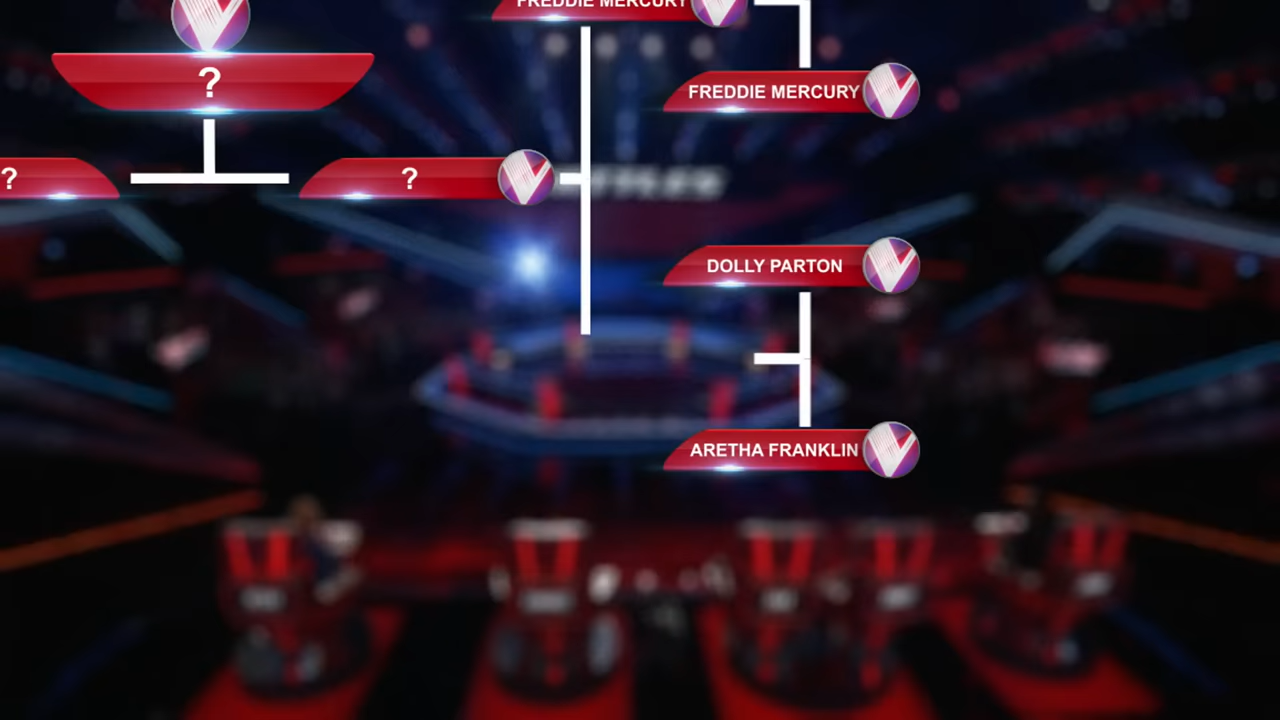 FREDDIE MERCURY
?
FREDDIE MERCURY
?
?
DOLLY PARTON
ARETHA FRANKLIN